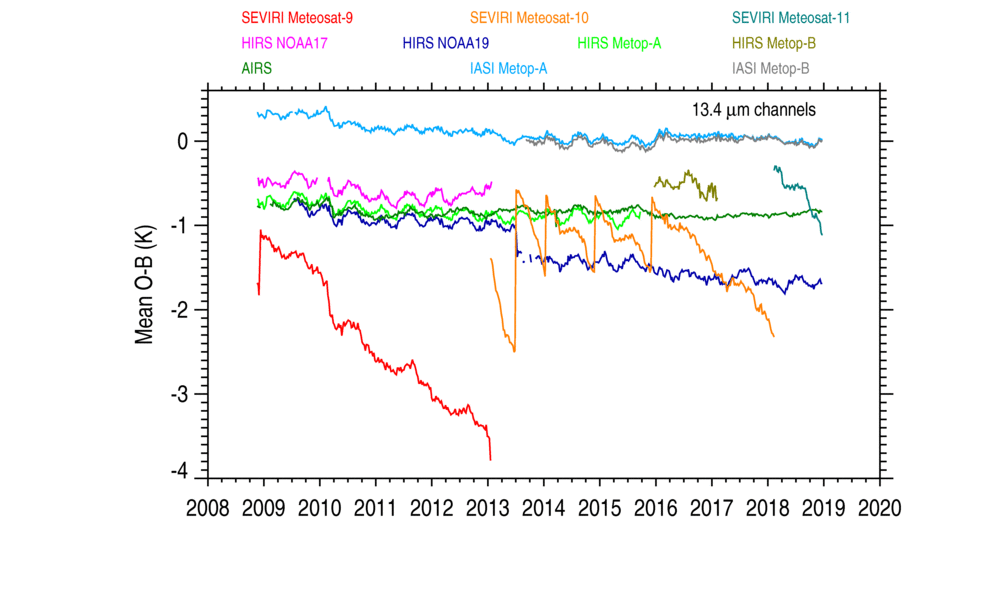 SEVIRI Meteosat-9 SEVIRI Meteosat-10 SEVIRI Meteosat-11
HIRS NOAA17 HIRS NOAA19 HIRS Metop-A HIRS Metop-B
AIRS IASI Metop-A IASI Metop-B
13.4 µm channels
0
-1
-2
-3
-4
Mean O-B (K)
2008 2009 2010 2011 2012 2013 2014 2015 2016 2017 2018 2019 2020